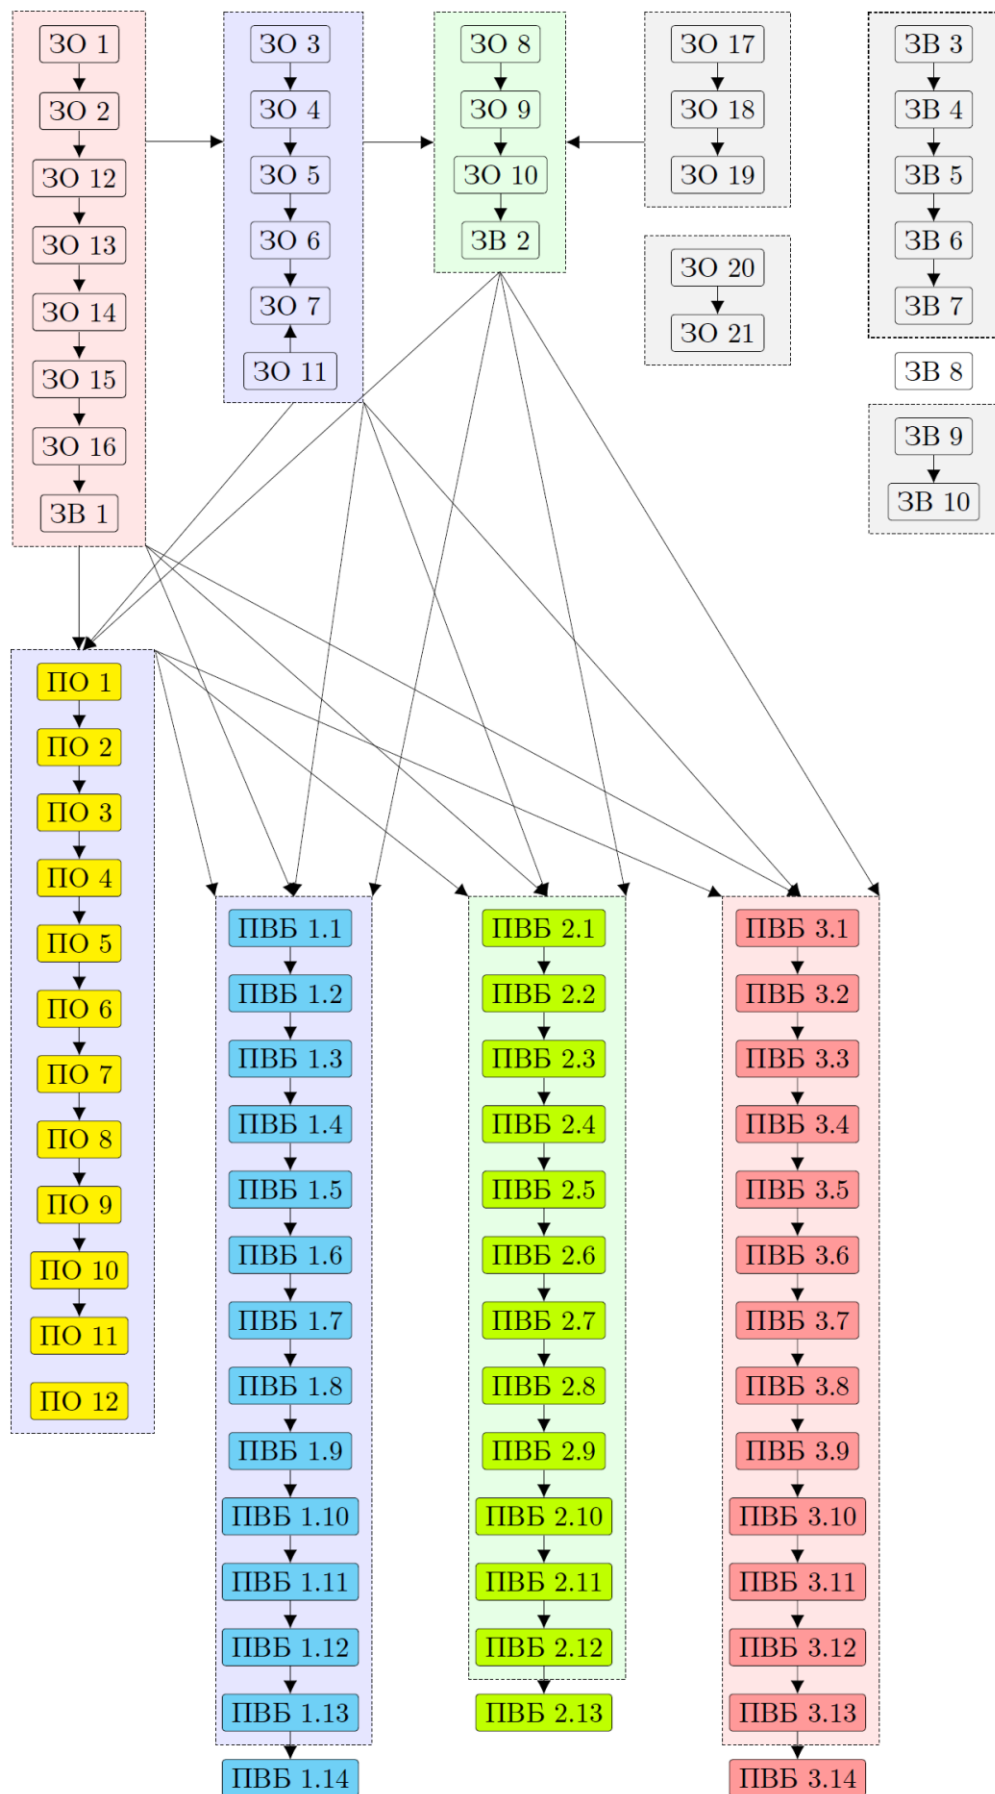 ЗО 1
ЗО 2
ЗО 12
ЗО 13
ЗО 14
ЗО 15
ЗО 16
ЗВ 1
ЗО 3
ЗО 4
ЗО 5
ЗО 6
ЗО 7
ЗО 11
ЗО 8
ЗО 9
ЗО 10
ЗВ 2
ЗО 17
ЗО 18
ЗО 19
ЗО 20
ЗО 21
ЗВ 3
ЗВ 4
ЗВ 5
ЗВ 6
ЗВ 7
ЗВ 8
ЗВ 9
ЗВ 10
ПО 1
ПО 2
ПО 3
ПО 4
ПО 5
ПО 6
ПО 7
ПО 8
ПО 9
ПО 10
ПО 11
ПО 12
ПВБ 1.1
ПВБ 1.2
ПВБ 1.3
ПВБ 1.4
ПВБ 1.5
ПВБ 1.6
ПВБ 1.7
ПВБ 1.8
ПВБ 1.9
ПВБ 1.10
ПВБ 1.11
ПВБ 1.12
ПВБ 1.13
ПВБ 1.14
ПВБ 2.1
ПВБ 2.2
ПВБ 2.3
ПВБ 2.4
ПВБ 2.5
ПВБ 2.6
ПВБ 2.7
ПВБ 2.8
ПВБ 2.9
ПВБ 2.10
ПВБ 2.11
ПВБ 2.12
ПВБ 2.13
ПВБ 3.1
ПВБ 3.2
ПВБ 3.3
ПВБ 3.4
ПВБ 3.5
ПВБ 3.6
ПВБ 3.7
ПВБ 3.8
ПВБ 3.9
ПВБ 3.10
ПВБ 3.11
ПВБ 3.12
ПВБ 3.13
ПВБ 3.14